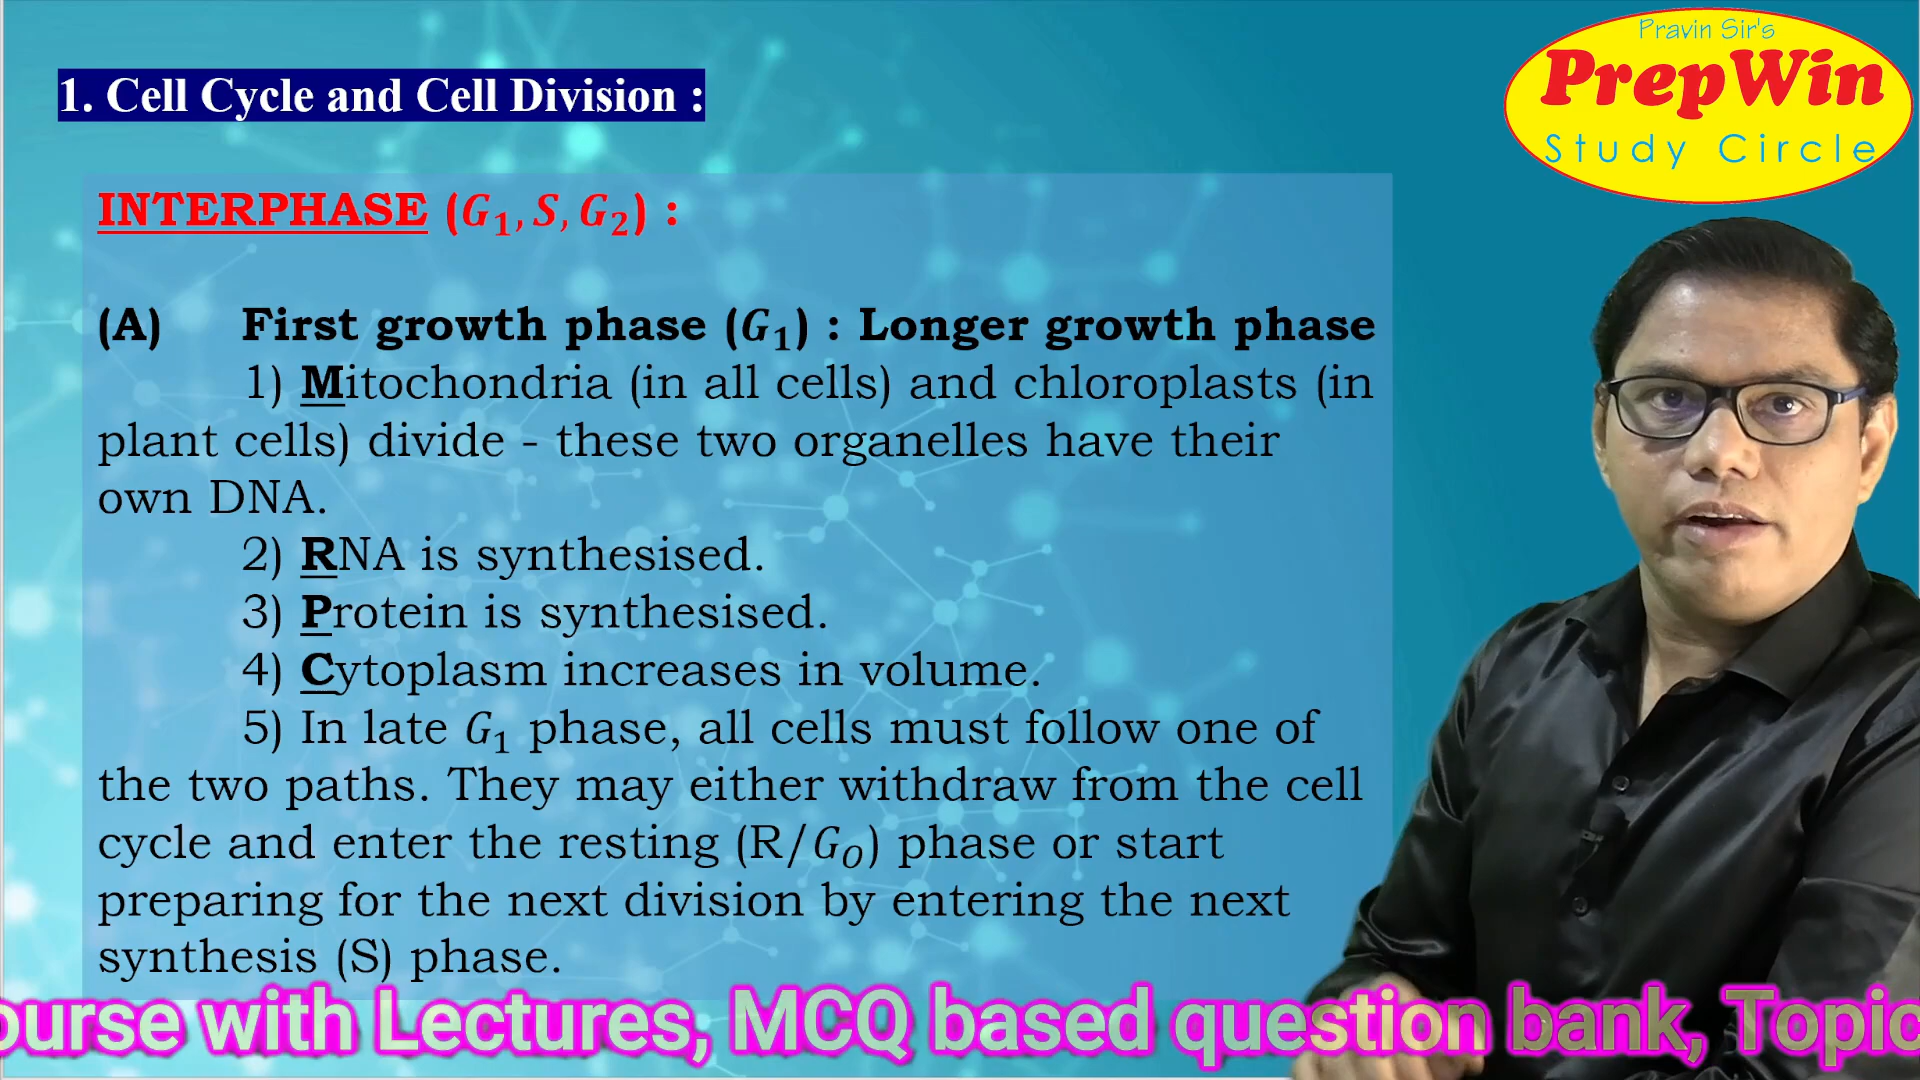 Pravin Sir's
PrepWin
Study Circle
1. Cell Cycle and Cell Division :
INTERPHASE (G₁, S, G₂) :
(A) First growth phase (G₁) : Longer growth phase
1) Mitochondria (in all cells) and chloroplasts (in
plant cells) divide - these two organelles have their
own DNA.
2) RNA is synthesised.
3) Protein is synthesised.
4) Cytoplasm increases in volume.
5) In late G₁ phase, all cells must follow one of
the two paths. They may either withdraw from the cell
cycle and enter the resting (R/G₀) phase or start
preparing for the next division by entering the next
synthesis (S) phase.
ourse with Lectures, MCQ based question bank, Topic